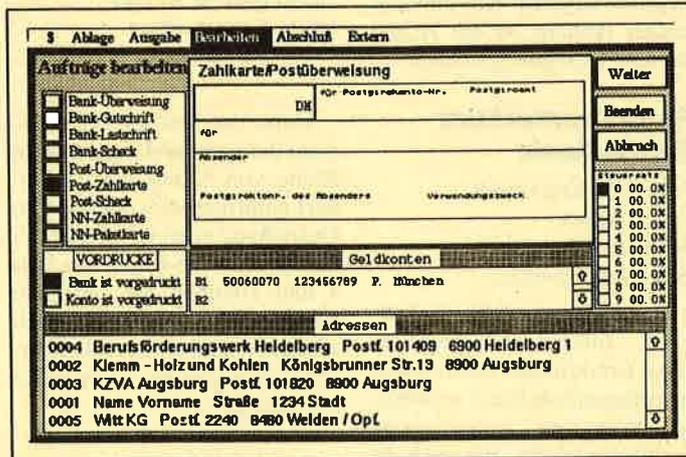 $ Ablage Ausgabe Bearbeiten Abschluß Extern
Aufträge bearbeiten
Bank-Überweisung
Bank-Gutschrift
Bank-Lastschrift
Bank-Scheck
Post-Überweisung
Post-Zahlkarte
Post-Scheck
NN-Zahlkarte
NN-Paketkarte
VORDRUCKE
Bank ist vorgedruckt
Konto ist vorgedruckt
Zahlkarte/Postüberweisung
für Postgirokonto-Nr. Postgiroamt
DM
für
Absender
Postgirokontonr. des Absenders Verwendungszweck
Weiter
Beenden
Abbruch
Steuersatz
0 00.0%
1 00.0%
2 00.0%
3 00.0%
4 00.0%
5 00.0%
6 00.0%
7 00.0%
8 00.0%
9 00.0%
Geldkonten
B1 50060070 123456789 P. München
B2
Adressen
0004 Berufsförderungswerk Heidelberg Postf. 101409 6900 Heidelberg 1
0002 Klemm - Holz und Kohlen Königsbrunner Str.13 8900 Augsburg
0003 KZVA Augsburg Postf. 101820 8900 Augsburg
0001 Name Vorname Straße 1234 Stadt
0005 Witt KG Postf. 2240 8480 Weiden / Opf.